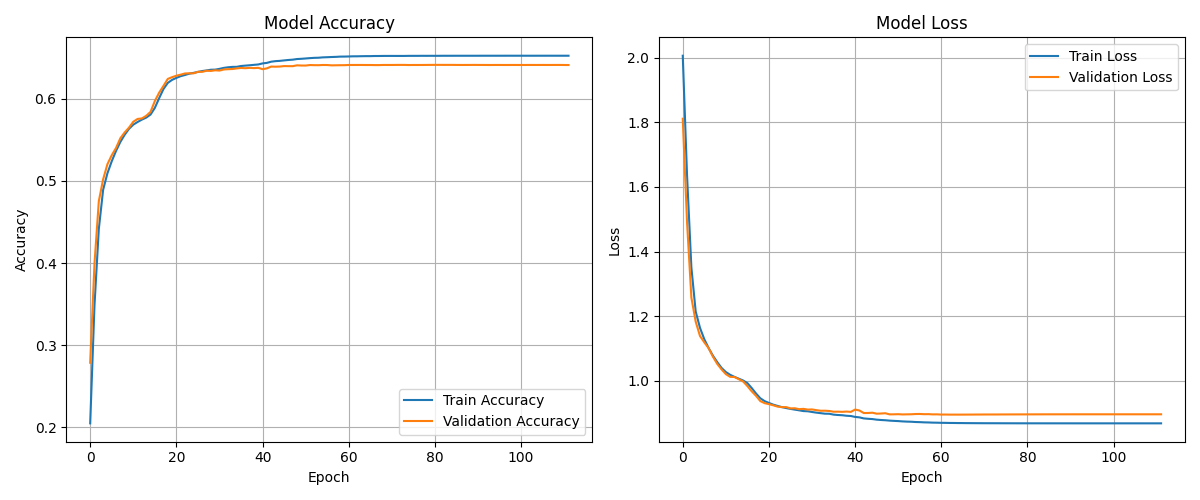 Model Accuracy
Accuracy
0.6
0.5
0.4
0.3
0.2
0 20 40 60 80 100
Epoch
Train Accuracy
Validation Accuracy
Model Loss
Loss
2.0
1.8
1.6
1.4
1.2
1.0
0 20 40 60 80 100
Epoch
Train Loss
Validation Loss